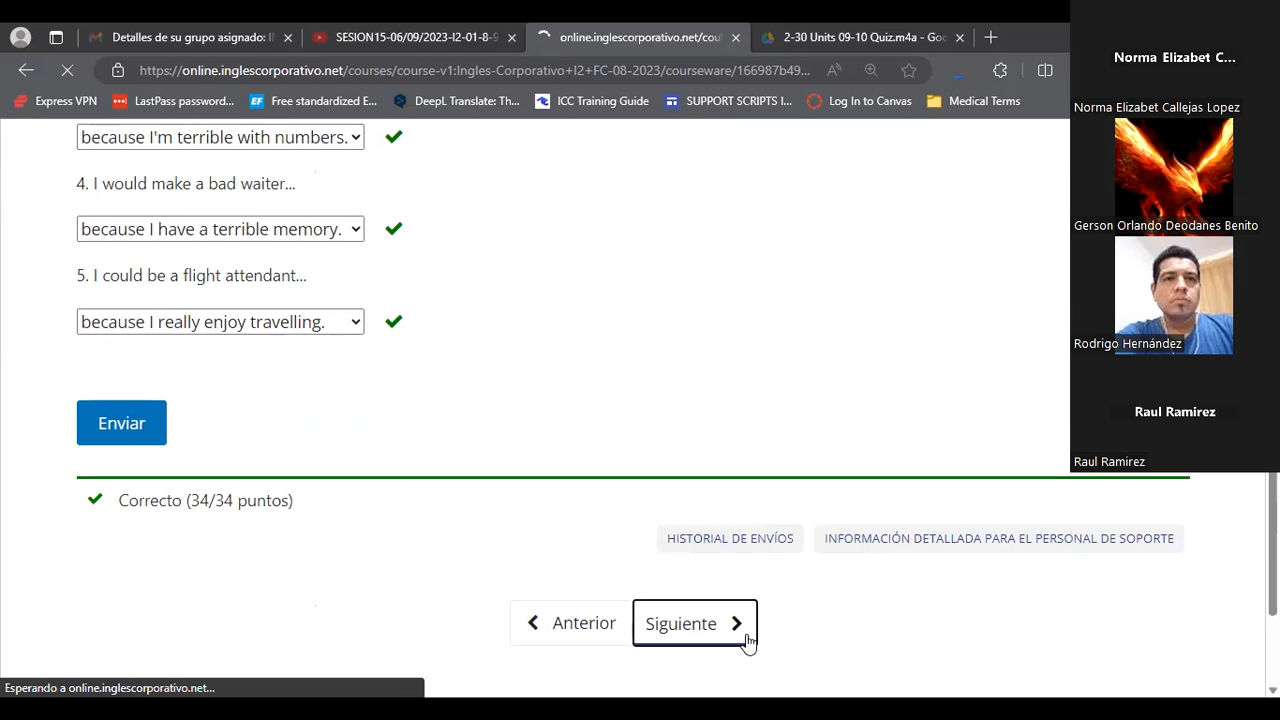 Detalles de su grupo asignado: I
SESION15-06/09/2023-I2-01-8-9
online.inglescorporativo.net/cou
2-30 Units 09-10 Quiz.m4a - Goo
https://online.inglescorporativo.net/courses/course-v1:Ingles-Corporativo+I2+FC-08-2023/courseware/166987b49...
Express VPN
LastPass password...
Free standardized E...
DeepL Translate: Th...
ICC Training Guide
SUPPORT SCRIPTS I...
Log In to Canvas
Medical Terms
because I'm terrible with numbers.
4. I would make a bad waiter...
because I have a terrible memory.
5. I could be a flight attendant...
because I really enjoy travelling.
Enviar
Correcto (34/34 puntos)
HISTORIAL DE ENVÍOS
INFORMACIÓN DETALLADA PARA EL PERSONAL DE SOPORTE
Anterior
Siguiente
Esperando a online.inglescorporativo.net...
Norma Elizabet C...
Norma Elizabet Callejas Lopez
Gerson Orlando Deodanes Benito
Rodrigo Hernández
Raul Ramirez
Raul Ramirez